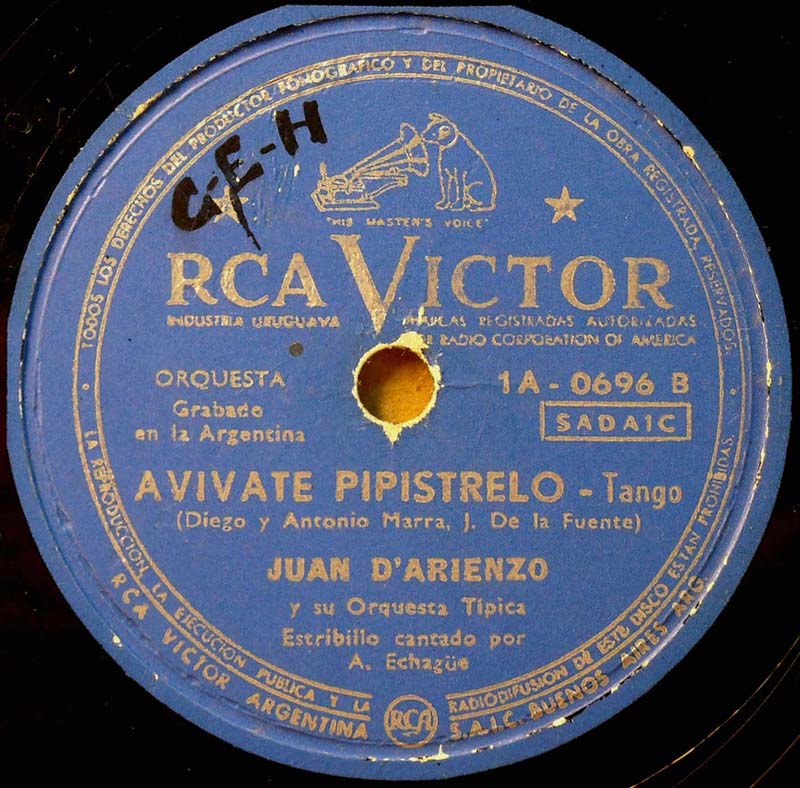 TODOS LOS DERECHOS DEL PRODUCTOR FONOGRAFICO Y DEL PROPIETARIO DE LA OBRA REGISTRADA, RESERVADOS.
G-E-H
"HIS MASTER'S VOICE"
RCA VICTOR
INDUSTRIA URUGUAYA
MARCAS REGISTRADAS AUTORIZADAS
RADIO CORPORATION OF AMERICA
ORQUESTA
1A - 0696 B
Grabado
en la Argentina
SADAIC
AVIVATE PIPISTRELO - Tango
(Diego y Antonio Marra, J. De la Fuente)
JUAN D'ARIENZO
y su Orquesta Típica
Estribillo cantado por
A. Echagüe
LA REPRODUCCION, LA EJECUCION PUBLICA Y LA RADIODIFUSION DE ESTE DISCO ESTAN PROHIBIDAS.
RCA VICTOR ARGENTINA RCA S.A.I.C. BUENOS AIRES ARG.